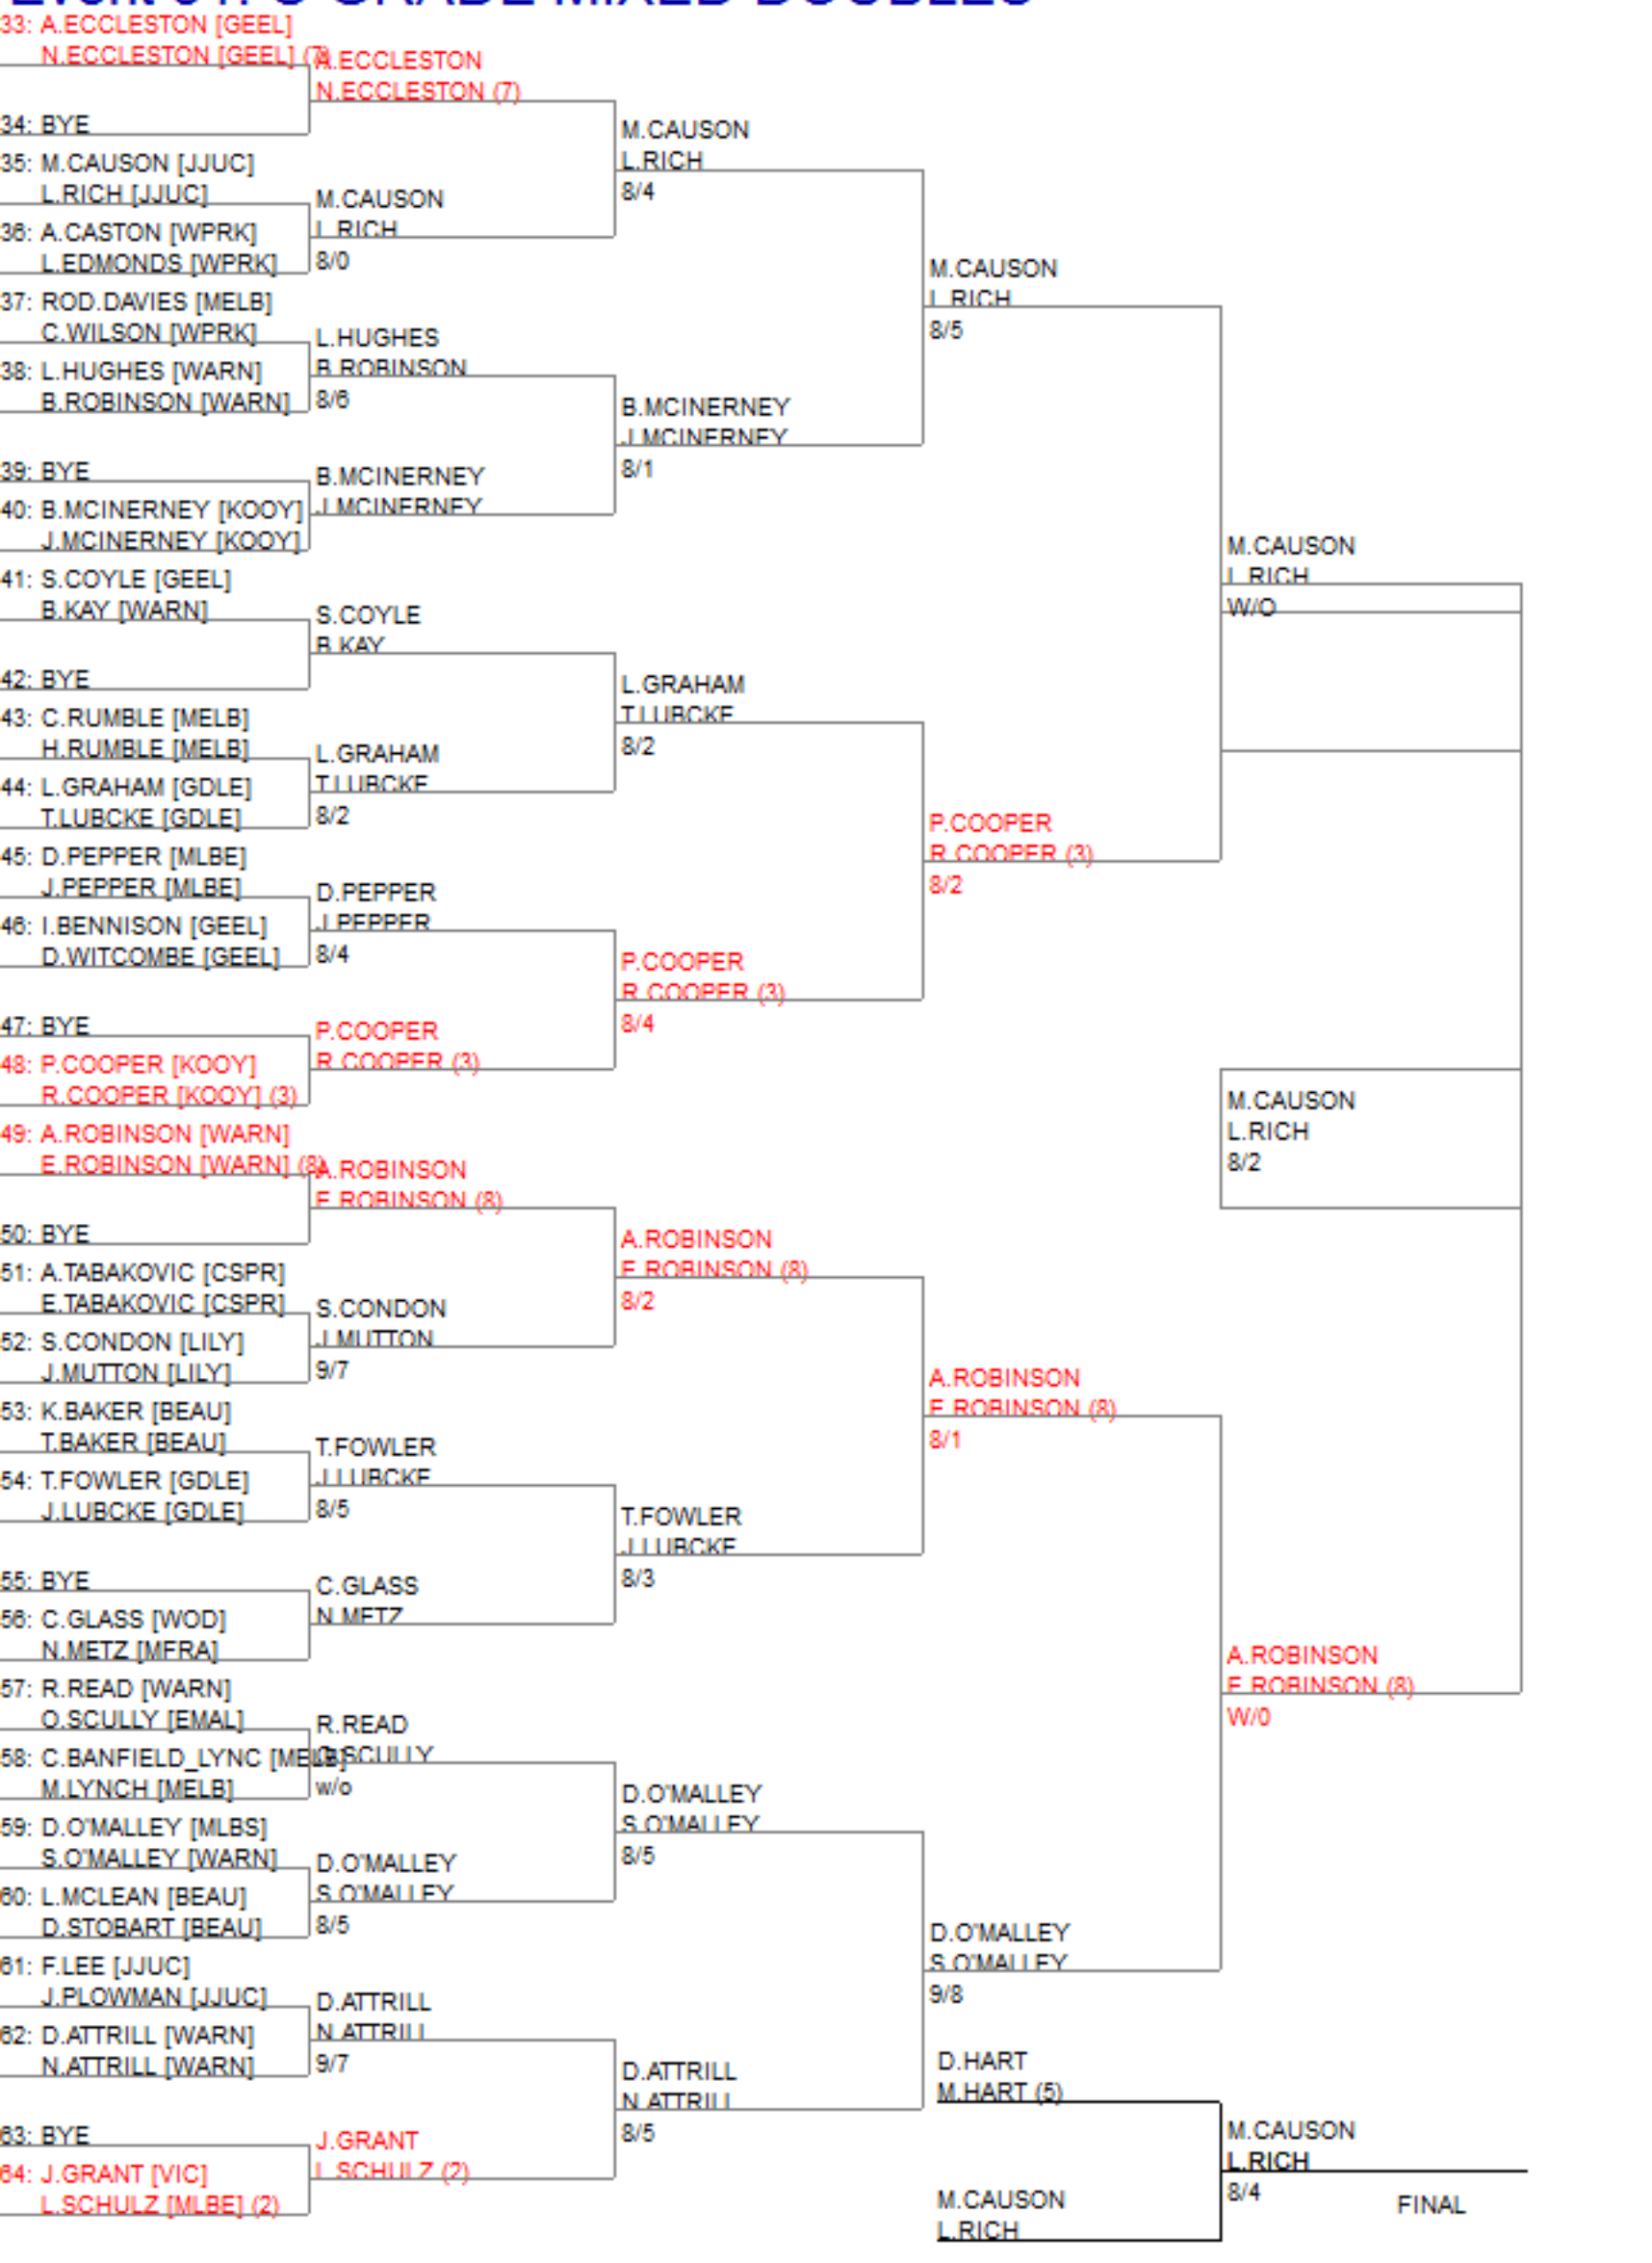 33: A.ECCLESTON [GEEL]
N.ECCLESTON [GEEL] (7)
34: BYE
35: M.CAUSON [JJUC]
L.RICH [JJUC]
36: A.CASTON [WPRK]
L.EDMONDS [WPRK]
37: ROD.DAVIES [MELB]
C.WILSON [WPRK]
38: L.HUGHES [WARN]
B.ROBINSON [WARN]
39: BYE
40: B.MCINERNEY [KOOY]
J.MCINERNEY [KOOY]
41: S.COYLE [GEEL]
B.KAY [WARN]
42: BYE
43: C.RUMBLE [MELB]
H.RUMBLE [MELB]
44: L.GRAHAM [GDLE]
T.LUBCKE [GDLE]
45: D.PEPPER [MLBE]
J.PEPPER [MLBE]
46: I.BENNISON [GEEL]
D.WITCOMBE [GEEL]
47: BYE
48: P.COOPER [KOOY]
R.COOPER [KOOY] (3)
49: A.ROBINSON [WARN]
E.ROBINSON [WARN] (8)
50: BYE
51: A.TABAKOVIC [CSPR]
E.TABAKOVIC [CSPR]
52: S.CONDON [LILY]
J.MUTTON [LILY]
53: K.BAKER [BEAU]
T.BAKER [BEAU]
54: T.FOWLER [GDLE]
J.LUBCKE [GDLE]
55: BYE
56: C.GLASS [WOD]
N.METZ [MFRA]
57: R.READ [WARN]
O.SCULLY [EMAL]
58: C.BANFIELD_LYNC [MELB]
M.LYNCH [MELB]
59: D.O'MALLEY [MLBS]
S.O'MALLEY [WARN]
60: L.MCLEAN [BEAU]
D.STOBART [BEAU]
61: F.LEE [JJUC]
J.PLOWMAN [JJUC]
62: D.ATTRILL [WARN]
N.ATTRILL [WARN]
63: BYE
64: J.GRANT [VIC]
L.SCHULZ [MLBE] (2)
A.ECCLESTON
N.ECCLESTON (7)
M.CAUSON
L.RICH
8/0
L.HUGHES
B.ROBINSON
8/6
B.MCINERNEY
J.MCINERNEY
S.COYLE
B.KAY
L.GRAHAM
T.LUBCKE
8/2
D.PEPPER
J.PEPPER
8/4
P.COOPER
R.COOPER (3)
A.ROBINSON
E.ROBINSON (8)
S.CONDON
J.MUTTON
9/7
T.FOWLER
J.LUBCKE
8/5
C.GLASS
N.METZ
R.READ
O.SCULLY
w/o
D.O'MALLEY
S.O'MALLEY
8/5
D.ATTRILL
N.ATTRILL
9/7
J.GRANT
L.SCHULZ (2)
M.CAUSON
L.RICH
8/4
B.MCINERNEY
J.MCINERNEY
8/1
L.GRAHAM
T.LUBCKE
8/2
P.COOPER
R.COOPER (3)
8/4
A.ROBINSON
E.ROBINSON (8)
8/2
T.FOWLER
J.LUBCKE
8/3
D.O'MALLEY
S.O'MALLEY
8/5
D.ATTRILL
N.ATTRILL
8/5
M.CAUSON
L.RICH
8/5
P.COOPER
R.COOPER (3)
8/2
A.ROBINSON
E.ROBINSON (8)
8/1
D.O'MALLEY
S.O'MALLEY
9/8
M.CAUSON
L.RICH
W/O
M.CAUSON
L.RICH
8/2
A.ROBINSON
E.ROBINSON (8)
W/0
D.HART
M.HART (5)
M.CAUSON
L.RICH
M.CAUSON
L.RICH
8/4
FINAL